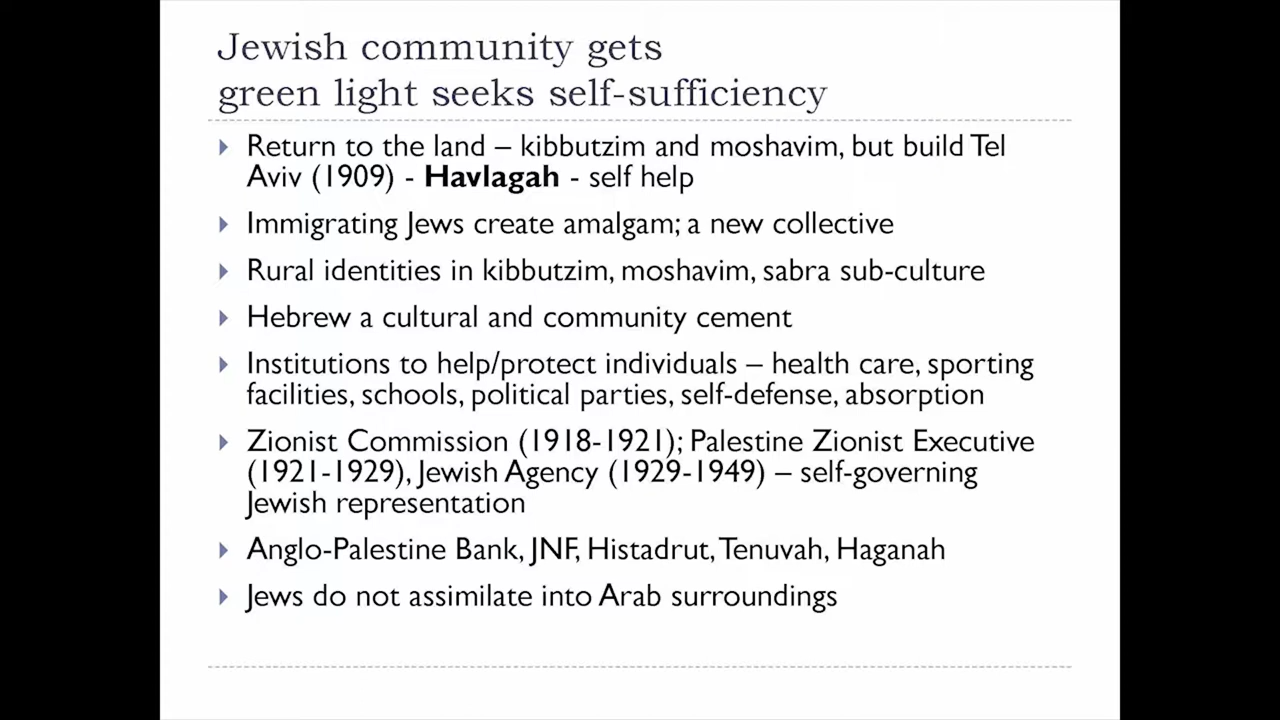 Jewish community gets
green light seeks self-sufficiency
Return to the land – kibbutzim and moshavim, but build Tel
Aviv (1909) - Havlagah - self help
Immigrating Jews create amalgam; a new collective
Rural identities in kibbutzim, moshavim, sabra sub-culture
Hebrew a cultural and community cement
Institutions to help/protect individuals – health care, sporting
facilities, schools, political parties, self-defense, absorption
Zionist Commission (1918-1921); Palestine Zionist Executive
(1921-1929), Jewish Agency (1929-1949) – self-governing
Jewish representation
Anglo-Palestine Bank, JNF, Histadrut, Tenuvah, Haganah
Jews do not assimilate into Arab surroundings